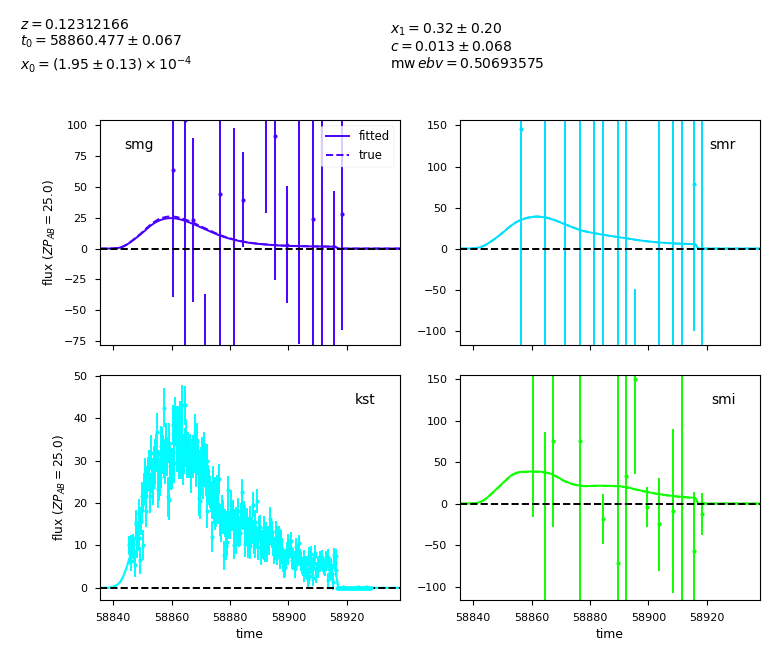 z = 0.12312166
t₀ = 58860.477 ± 0.067
x₀ = (1.95 ± 0.13) × 10⁻⁴
x₁ = 0.32 ± 0.20
c = 0.013 ± 0.068
mw ebv = 0.50693575
100
75
50
25
0
−25
−50
−75
flux (ZP_AB = 25.0)
smg
fitted
true
150
100
50
0
−50
−100
smr
50
40
30
20
10
0
flux (ZP_AB = 25.0)
kst
58840 58860 58880 58900 58920
time
150
100
50
0
−50
−100
smi
58840 58860 58880 58900 58920
time